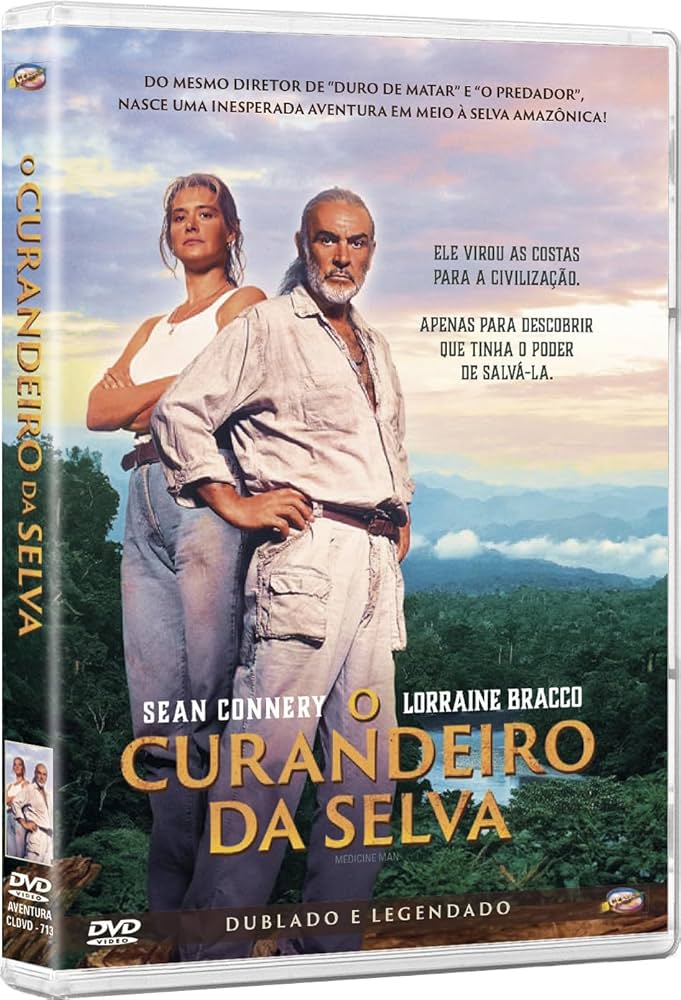 DO MESMO DIRETOR DE “DURO DE MATAR” E “O PREDADOR”,
NASCE UMA INESPERADA AVENTURA EM MEIO À SELVA AMAZÔNICA!
ELE VIROU AS COSTAS
PARA A CIVILIZAÇÃO.
APENAS PARA DESCOBRIR
QUE TINHA O PODER
DE SALVÁ-LA.
SEAN CONNERY
LORRAINE BRACCO
O
CURANDEIRO
DA SELVA
MEDICINE MAN
DVD
VIDEO
DUBLADO E LEGENDADO
O CURANDEIRO DA SELVA
DVD
VIDEO
AVENTURA
CLDVD - 713